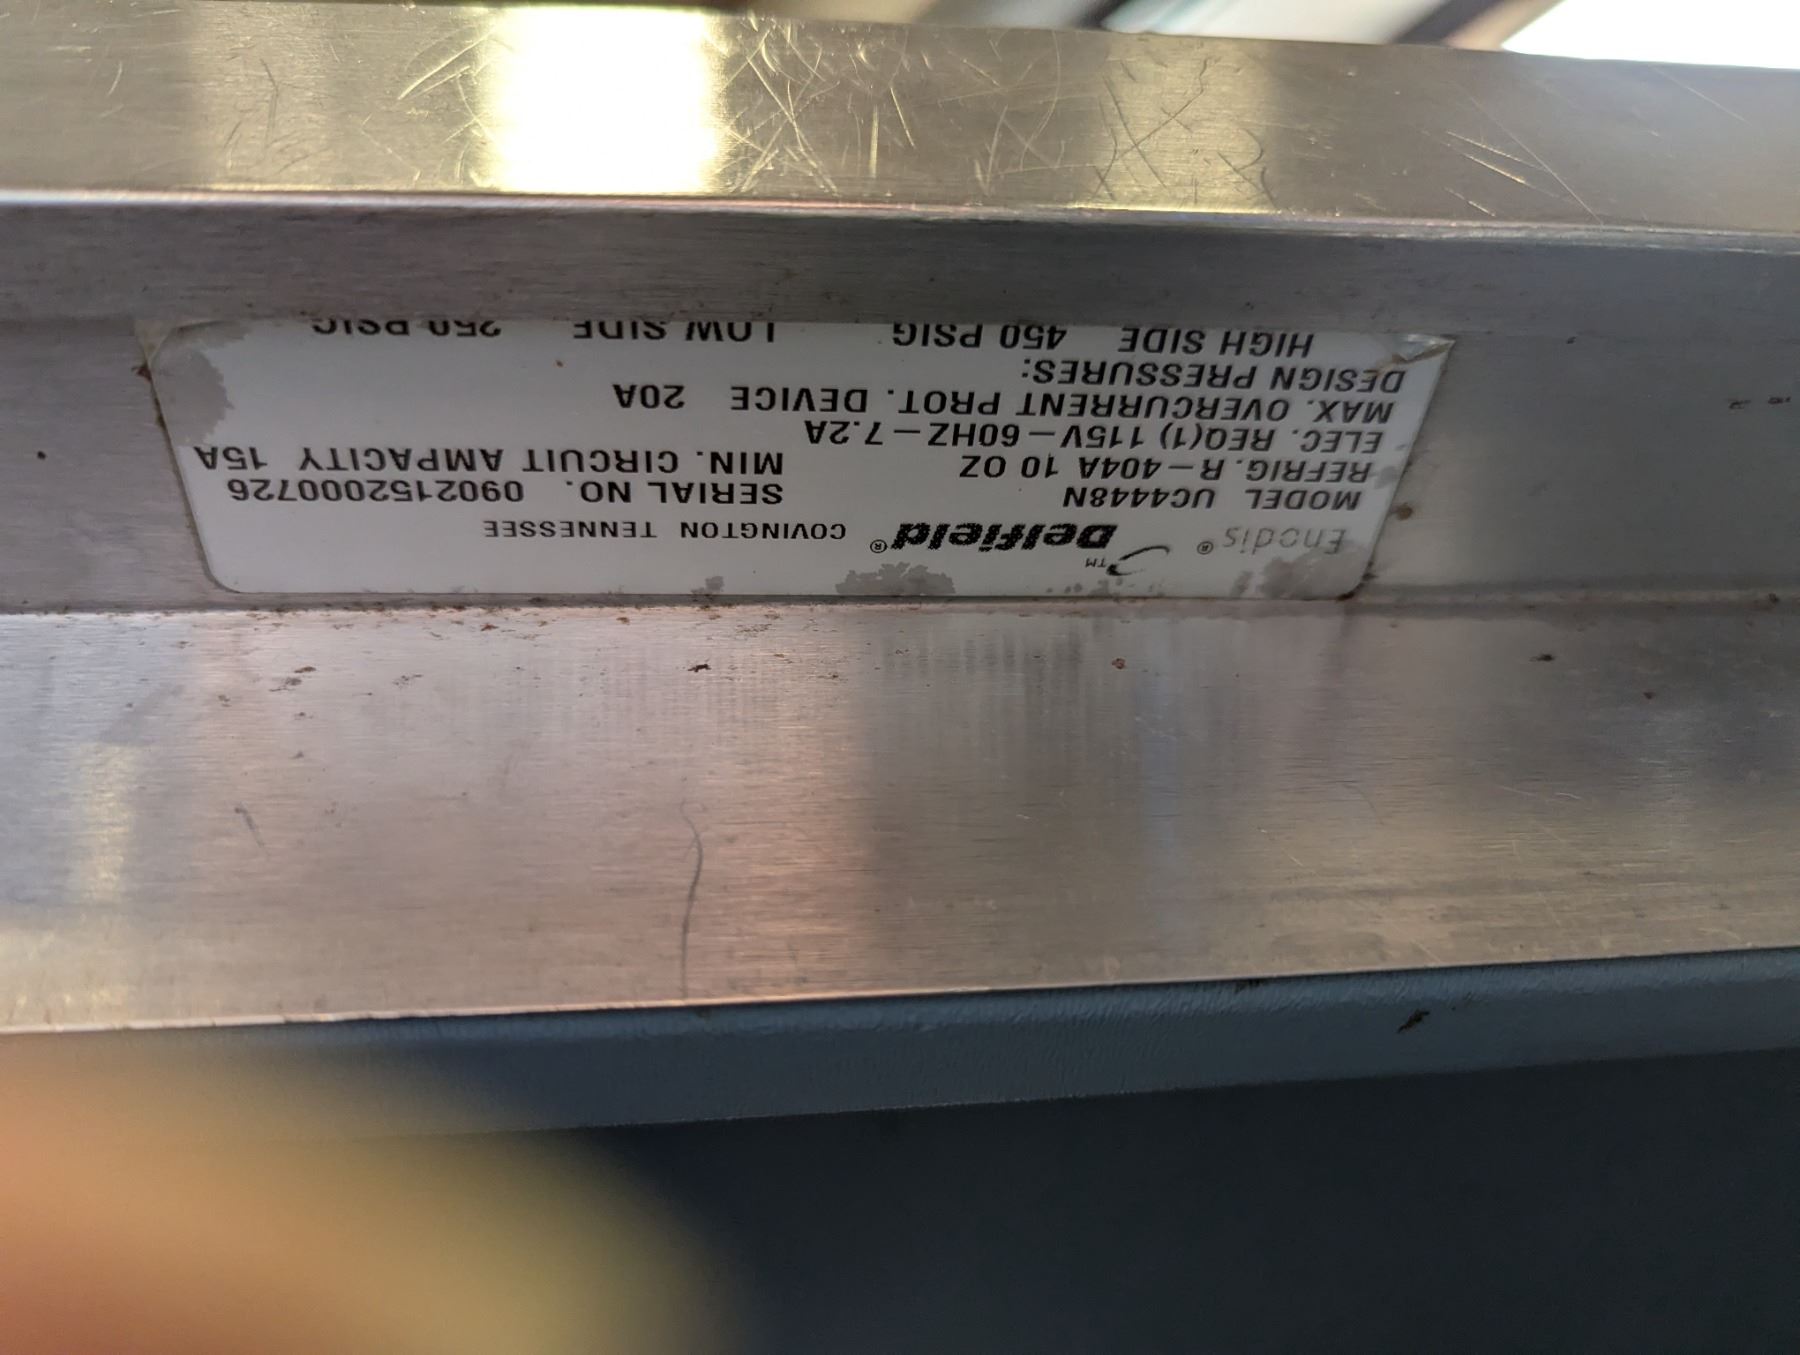 Enodis® Delfield® COVINGTON TENNESSEE
TM
MODEL UC4448N SERIAL NO. 0902152000726
REFRIG. R-404A 10 OZ MIN. CIRCUIT AMPACITY 15A
ELEC. REQ(1) 115V-60HZ-7.2A
MAX. OVERCURRENT PROT. DEVICE 20A
DESIGN PRESSURES:
HIGH SIDE 450 PSIG LOW SIDE 250 PSIG